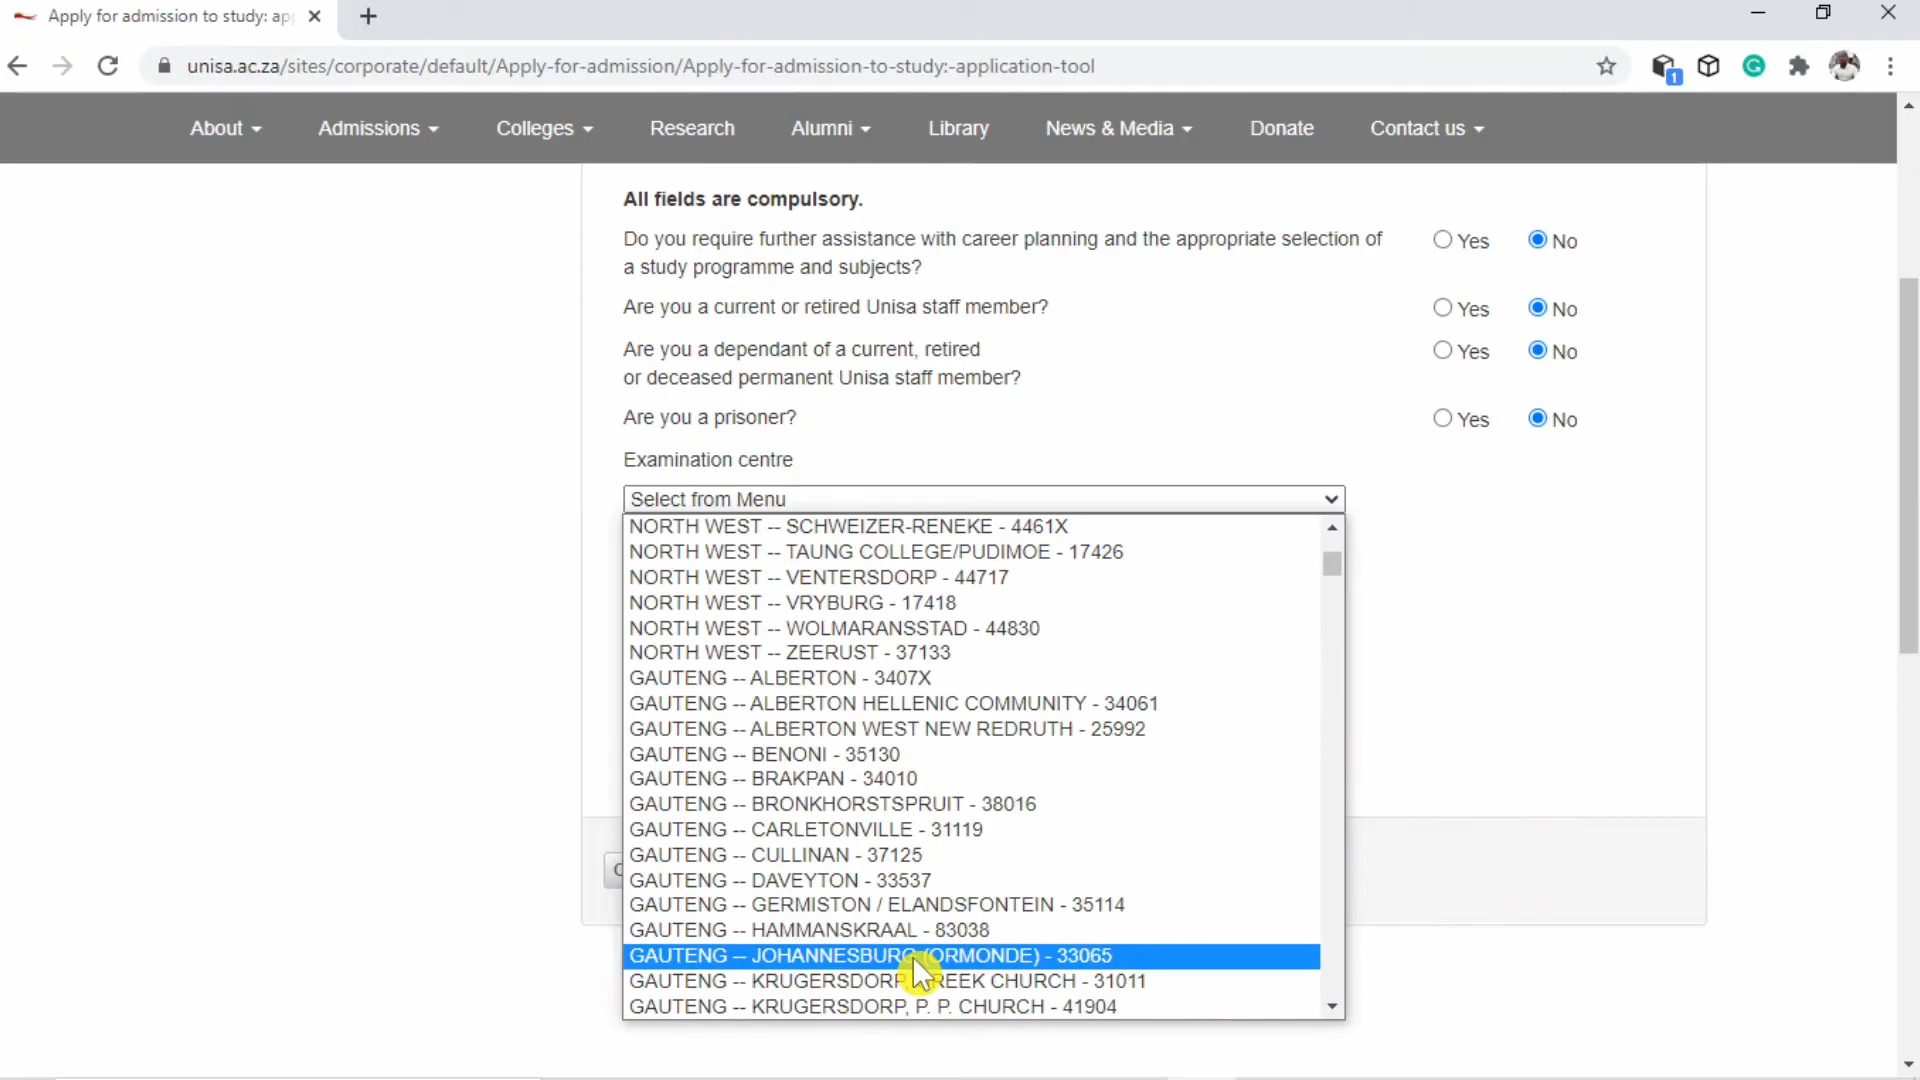 Apply for admission to study: ap
unisa.ac.za/sites/corporate/default/Apply-for-admission/Apply-for-admission-to-study:-application-tool
1
G
About
Admissions
Colleges
Research
Alumni
Library
News & Media
Donate
Contact us
All fields are compulsory.
Do you require further assistance with career planning and the appropriate selection of Yes No
a study programme and subjects?
Are you a current or retired Unisa staff member? Yes No
Are you a dependant of a current, retired Yes No
or deceased permanent Unisa staff member?
Are you a prisoner? Yes No
Examination centre
Select from Menu
NORTH WEST -- SCHWEIZER-RENEKE - 4461X
NORTH WEST -- TAUNG COLLEGE/PUDIMOE - 17426
NORTH WEST -- VENTERSDORP - 44717
NORTH WEST -- VRYBURG - 17418
NORTH WEST -- WOLMARANSSTAD - 44830
NORTH WEST -- ZEERUST - 37133
GAUTENG -- ALBERTON - 3407X
GAUTENG -- ALBERTON HELLENIC COMMUNITY - 34061
GAUTENG -- ALBERTON WEST NEW REDRUTH - 25992
GAUTENG -- BENONI - 35130
GAUTENG -- BRAKPAN - 34010
GAUTENG -- BRONKHORSTSPRUIT - 38016
GAUTENG -- CARLETONVILLE - 31119
GAUTENG -- CULLINAN - 37125
GAUTENG -- DAVEYTON - 33537
GAUTENG -- GERMISTON / ELANDSFONTEIN - 35114
GAUTENG -- HAMMANSKRAAL - 83038
GAUTENG -- JOHANNESBURG (ORMONDE) - 33065
GAUTENG -- KRUGERSDORP, GREEK CHURCH - 31011
GAUTENG -- KRUGERSDORP, P. P. CHURCH - 41904